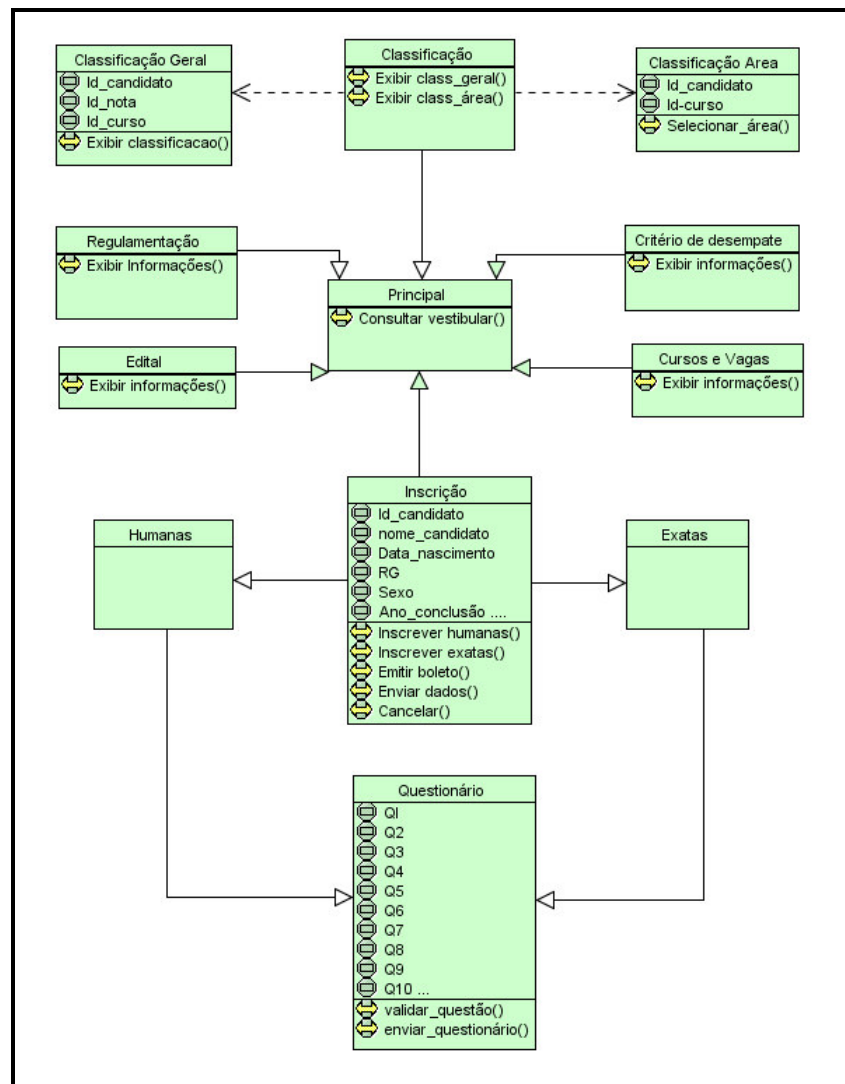 Classificação Geral
Id_candidato
Id_nota
Id_curso
Exibir classificacao()
Classificação
Exibir class_geral()
Exibir class_área()
Classificação Area
Id_candidato
Id-curso
Selecionar_área()
Regulamentação
Exibir Informações()
Critério de desempate
Exibir informações()
Principal
Consultar vestibular()
Edital
Exibir informações()
Cursos e Vagas
Exibir informações()
Inscrição
Id_candidato
nome_candidato
Data_nascimento
RG
Sexo
Ano_conclusão ....
Inscrever humanas()
Inscrever exatas()
Emitir boleto()
Enviar dados()
Cancelar()
Humanas
Exatas
Questionário
QI
Q2
Q3
Q4
Q5
Q6
Q7
Q8
Q9
Q10 ...
validar_questão()
enviar_questionário()